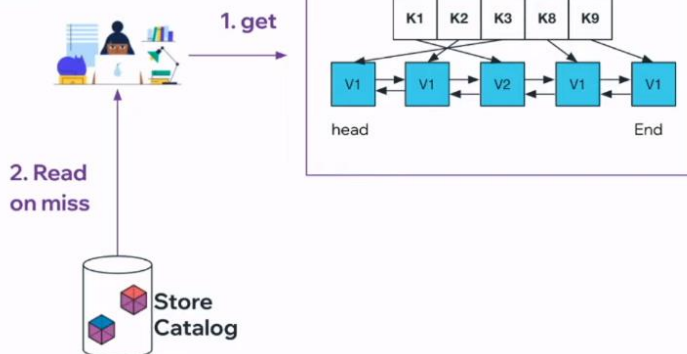 1. get
K1 K2 K3 K8 K9
V1 V1 V2 V1 V1
head End
2. Read
on miss
Store
Catalog